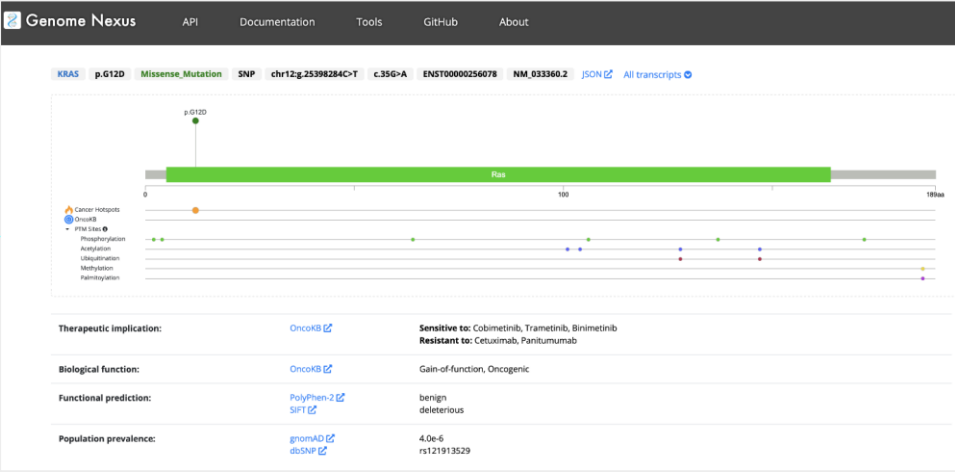 Genome Nexus API Documentation Tools GitHub About
KRAS p.G12D Missense_Mutation SNP chr12:g.25398284C>T c.35G>A ENST00000256078 NM_033360.2 JSON All transcripts
p.G12D
Ras
0 100 189aa
Cancer Hotspots
OncoKB
PTM Sites
Phosphorylation
Acetylation
Ubiquitination
Methylation
Palmitoylation
Therapeutic implication: OncoKB Sensitive to: Cobimetinib, Trametinib, Binimetinib
Resistant to: Cetuximab, Panitumumab
Biological function: OncoKB Gain-of-function, Oncogenic
Functional prediction: PolyPhen-2 benign
SIFT deleterious
Population prevalence: gnomAD 4.0e-6
dbSNP rs121913529